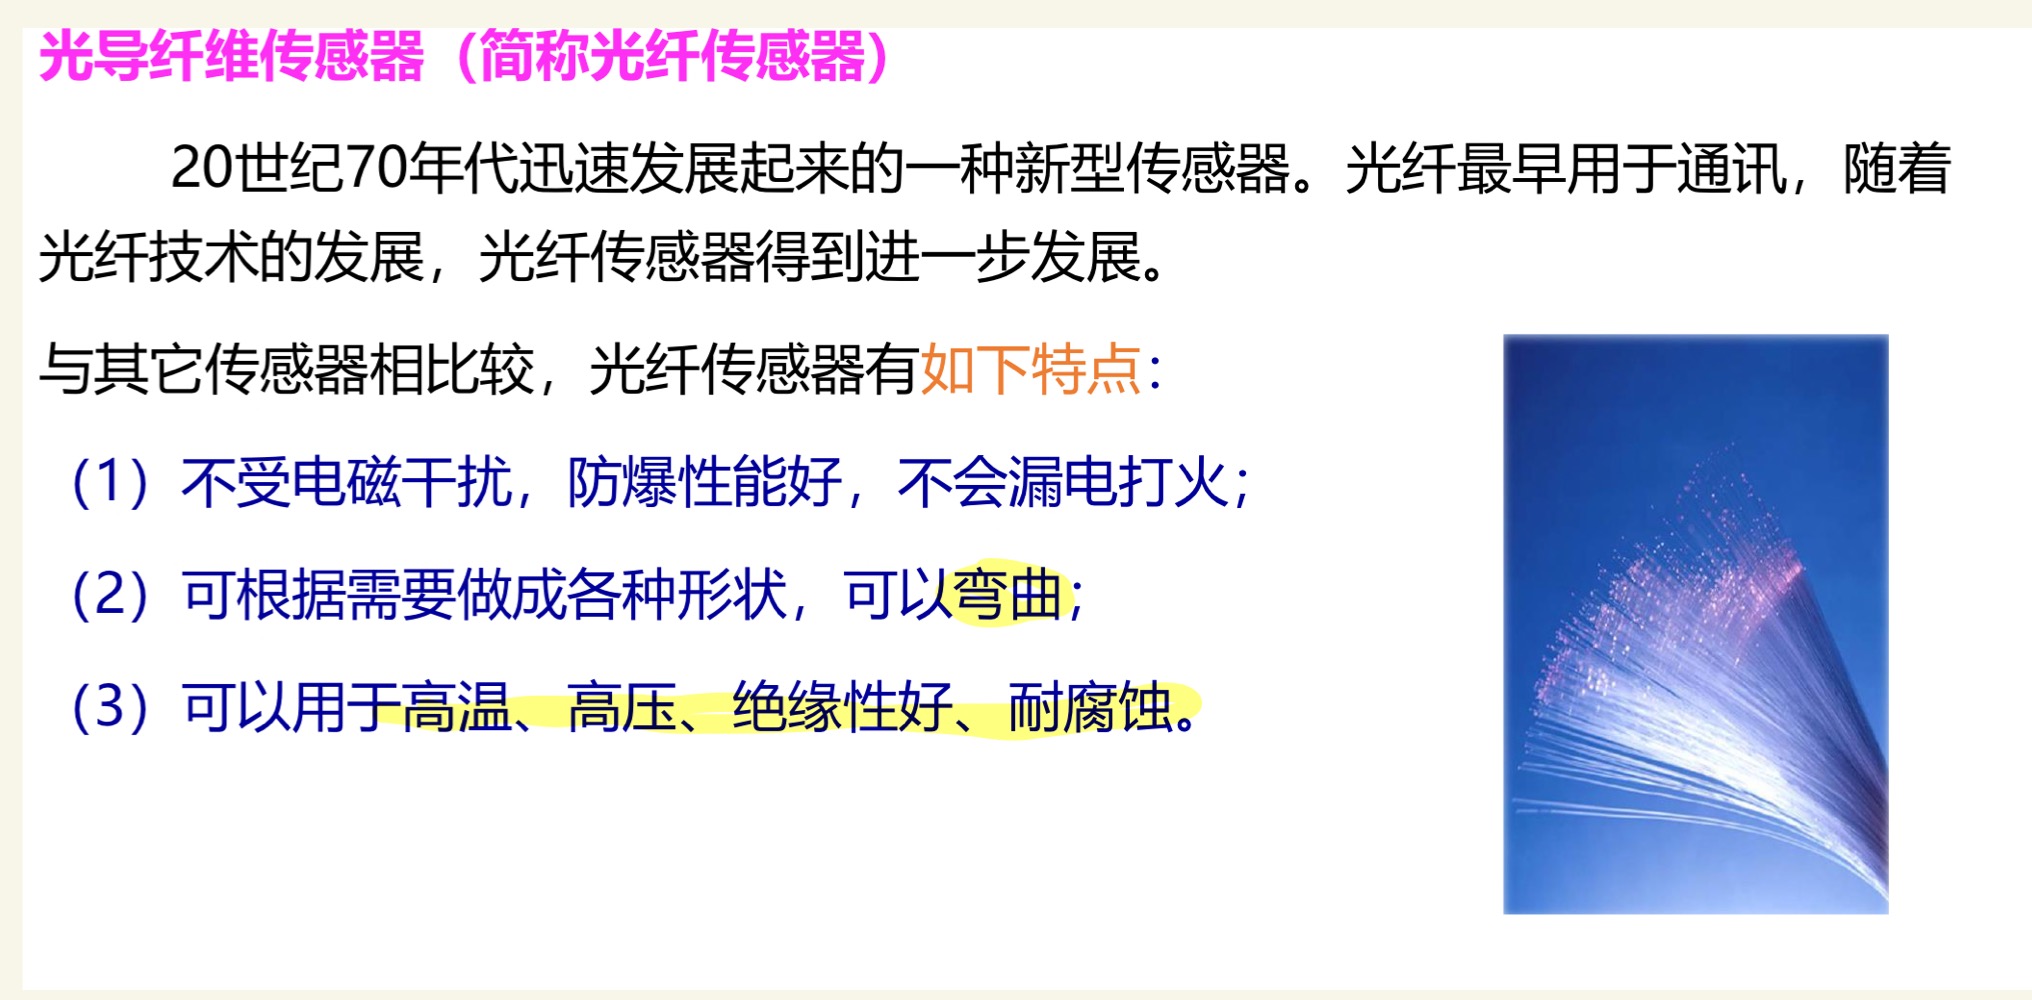 光导纤维传感器（简称光纤传感器）
20世纪70年代迅速发展起来的一种新型传感器。光纤最早用于通讯，随着
光纤技术的发展，光纤传感器得到进一步发展。
与其它传感器相比较，光纤传感器有如下特点：
（1）不受电磁干扰，防爆性能好，不会漏电打火；
（2）可根据需要做成各种形状，可以弯曲；
（3）可以用于高温、高压、绝缘性好、耐腐蚀。